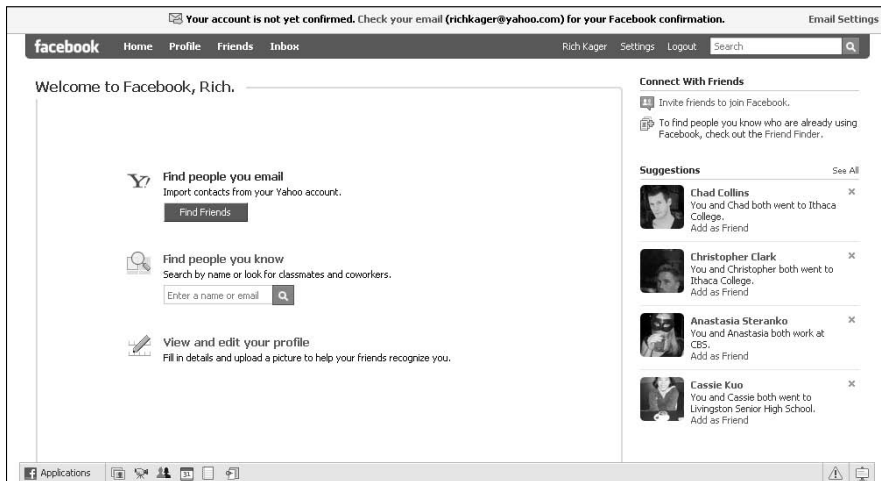 Your account is not yet confirmed. Check your email (richkager@yahoo.com) for your Facebook confirmation. Email Settings
facebook Home Profile Friends Inbox Rich Kager Settings Logout Search
Welcome to Facebook, Rich.
Find people you email
Import contacts from your Yahoo account.
Find Friends
Find people you know
Search by name or look for classmates and coworkers.
Enter a name or email
View and edit your profile
Fill in details and upload a picture to help your friends recognize you.
Connect With Friends
Invite friends to join Facebook.
To find people you know who are already using
Facebook, check out the Friend Finder.
Suggestions See All
Chad Collins
You and Chad both went to Ithaca
College.
Add as Friend
Christopher Clark
You and Christopher both went to
Ithaca College.
Add as Friend
Anastasia Steranko
You and Anastasia both work at
CBS.
Add as Friend
Cassie Kuo
You and Cassie both went to
Livingston Senior High School.
Add as Friend
Applications 31